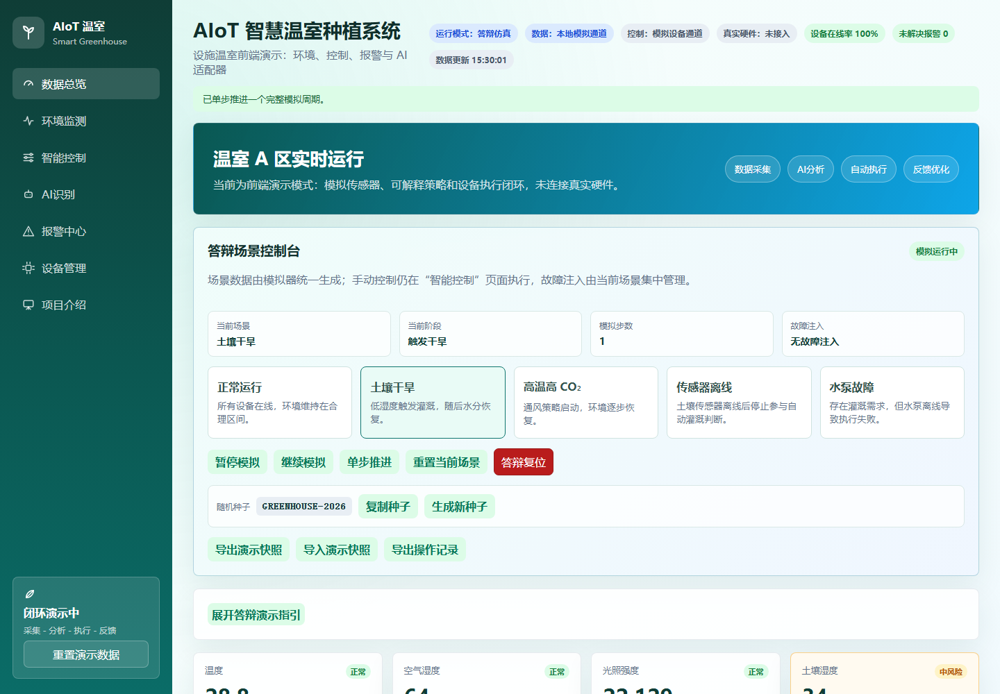 AIoT 温室
Smart Greenhouse
数据总览
环境监测
智能控制
AI识别
报警中心
设备管理
项目介绍
闭环演示中
采集 - 分析 - 执行 - 反馈
重置演示数据
AIoT 智慧温室种植系统
设施温室前端演示：环境、控制、报警与 AI
适配器
运行模式：答辩仿真
数据：本地模拟通道
控制：模拟设备通道
真实硬件：未接入
设备在线率 100%
未解决报警 0
数据更新 15:30:01
已单步推进一个完整模拟周期。
温室 A 区实时运行
当前为前端演示模式：模拟传感器、可解释策略和设备执行闭环，未连接真实硬件。
数据采集
AI分析
自动执行
反馈优化
答辩场景控制台
模拟运行中
场景数据由模拟器统一生成；手动控制仍在“智能控制”页面执行，故障注入由当前场景集中管理。
当前场景
土壤干旱
当前阶段
触发干旱
模拟步数
1
故障注入
无故障注入
正常运行
所有设备在线，环境维持在合
理区间。
土壤干旱
低湿度触发灌溉，随后水分恢
复。
高温高 CO₂
通风策略启动，环境逐步恢
复。
传感器离线
土壤传感器离线后停止参与自
动灌溉判断。
水泵故障
存在灌溉需求，但水泵离线导
致执行失败。
暂停模拟
继续模拟
单步推进
重置当前场景
答辩复位
随机种子
GREENHOUSE-2026
复制种子
生成新种子
导出演示快照
导入演示快照
导出操作记录
展开答辩演示指引
温度
正常
28.8
空气湿度
正常
64
光照强度
正常
22,129
土壤湿度
中风险
34